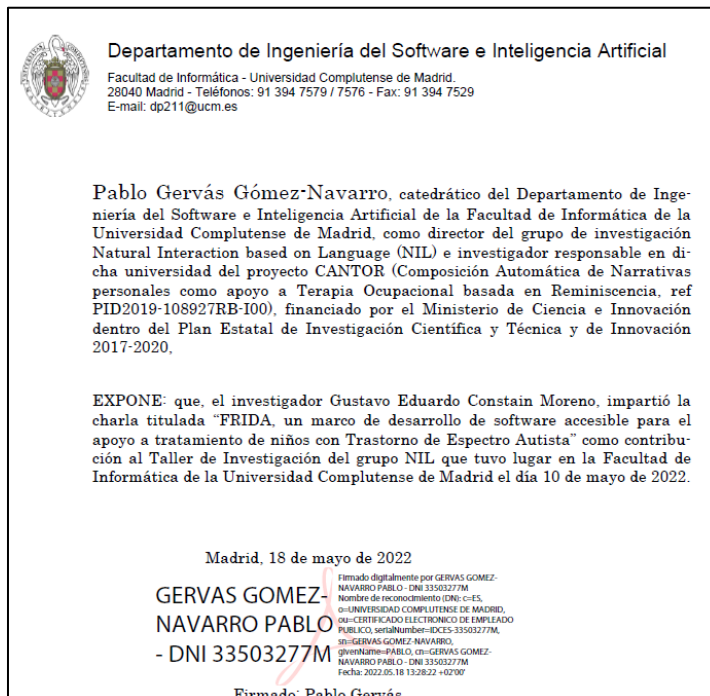 Departamento de Ingeniería del Software e Inteligencia Artificial
Facultad de Informática - Universidad Complutense de Madrid.
28040 Madrid - Teléfonos: 91 394 7579 / 7576 - Fax: 91 394 7529
E-mail: dp211@ucm.es
Pablo Gervás Gómez-Navarro, catedrático del Departamento de Inge-
niería del Software e Inteligencia Artificial de la Facultad de Informática de la
Universidad Complutense de Madrid, como director del grupo de investigación
Natural Interaction based on Language (NIL) e investigador responsable en di-
cha universidad del proyecto CANTOR (Composición Automática de Narrativas
personales como apoyo a Terapia Ocupacional basada en Reminiscencia, ref
PID2019-108927RB-I00), financiado por el Ministerio de Ciencia e Innovación
dentro del Plan Estatal de Investigación Científica y Técnica y de Innovación
2017-2020,
EXPONE: que, el investigador Gustavo Eduardo Constain Moreno, impartió la
charla titulada “FRIDA, un marco de desarrollo de software accesible para el
apoyo a tratamiento de niños con Trastorno de Espectro Autista” como contribu-
ción al Taller de Investigación del grupo NIL que tuvo lugar en la Facultad de
Informática de la Universidad Complutense de Madrid el día 10 de mayo de 2022.
Madrid, 18 de mayo de 2022
GERVAS GOMEZ-
NAVARRO PABLO
- DNI 33503277M
Firmado digitalmente por GERVAS GOMEZ-
NAVARRO PABLO - DNI 33503277M
Nombre de reconocimiento (DN): c=ES,
o=UNIVERSIDAD COMPLUTENSE DE MADRID,
ou=CERTIFICADO ELECTRONICO DE EMPLEADO
PUBLICO, serialNumber=IDCES-33503277M,
sn=GERVAS GOMEZ-NAVARRO,
givenName=PABLO, cn=GERVAS GOMEZ-
NAVARRO PABLO - DNI 33503277M
Fecha: 2022.05.18 13:28:22 +02'00'
Firmado: Pablo Gervás